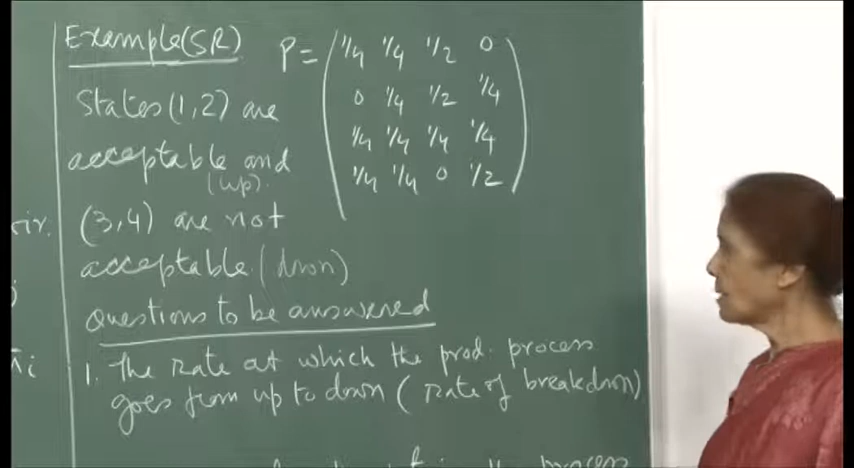 Example(SR)
P = ( 1/4 1/4 1/2 0
0 1/4 1/2 1/4
1/4 1/4 1/4 1/4
1/4 1/4 0 1/2 )
States (1,2) are
acceptable and
(up).
(3,4) are not
acceptable (down)
Questions to be answered
1. The Rate at which the prod. process
goes from up to down (Rate of breakdown)
process